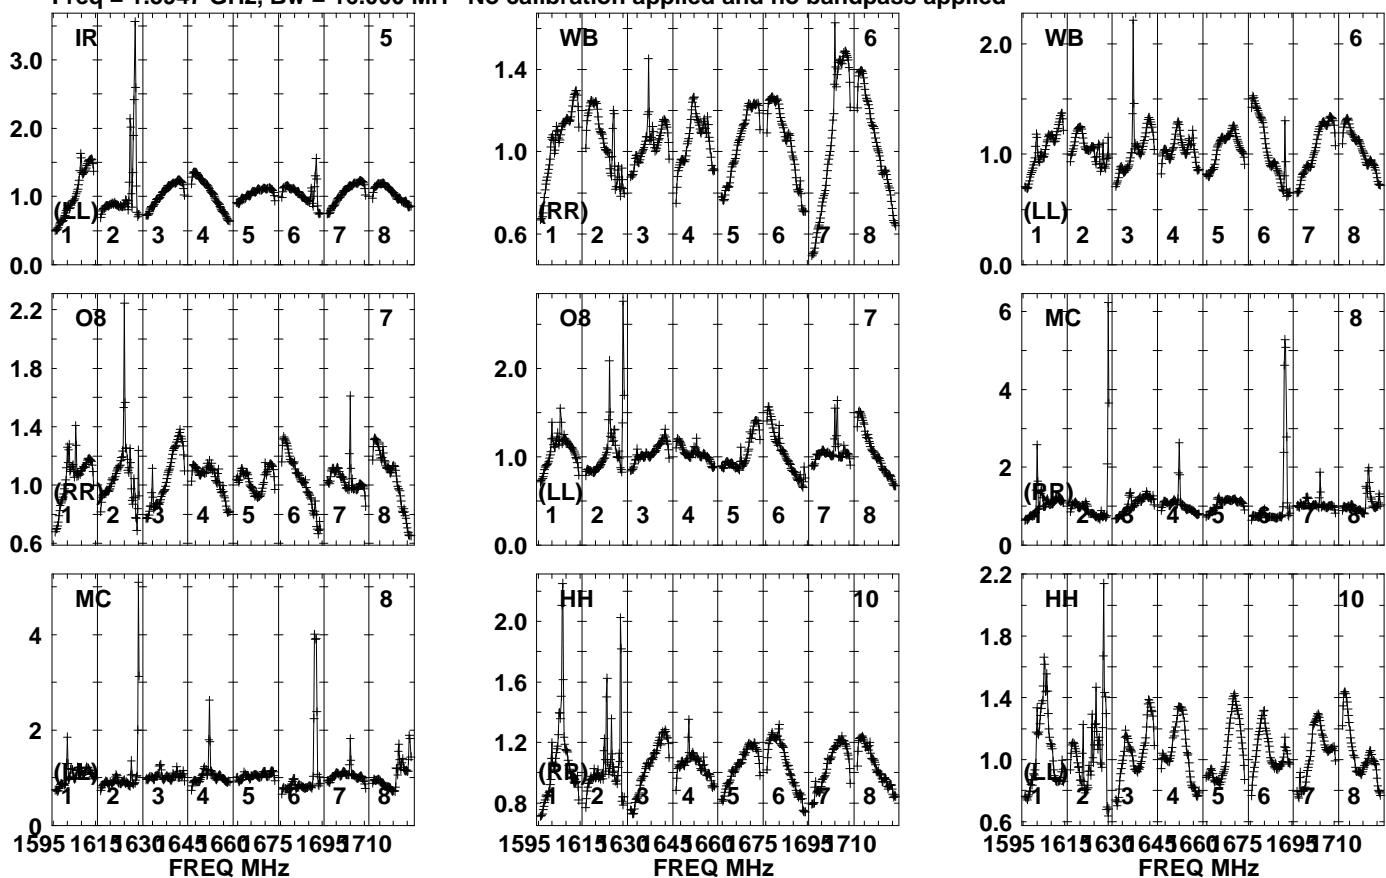 Freq = 1.5947 GHz, Bw = 16.000 MH No calibration applied and no bandpass applied
IR 5
3.0
2.0
1.0
0.0
(LL)
1 2 3 4 5 6 7 8
WB 6
1.4
1.0
0.6
(RR)
1 2 3 4 5 6 7 8
WB 6
2.0
1.0
0.0
(LL)
1 2 3 4 5 6 7 8
O8 7
2.2
1.8
1.4
1.0
0.6
(RR)
1 2 3 4 5 6 7 8
O8 7
2.0
1.0
0.0
(LL)
1 2 3 4 5 6 7 8
MC 8
6
4
2
0
(RR)
1 2 3 4 5 6 7 8
MC 8
4
2
0
(LL)
1 2 3 4 5 6 7 8
HH 10
2.0
1.6
1.2
0.8
(RR)
1 2 3 4 5 6 7 8
HH 10
2.2
1.8
1.4
1.0
0.6
(LL)
1 2 3 4 5 6 7 8
1595 1615 1630 1645 1660 1675 1695 1710
FREQ MHz
1595 1615 1630 1645 1660 1675 1695 1710
FREQ MHz
1595 1615 1630 1645 1660 1675 1695 1710
FREQ MHz